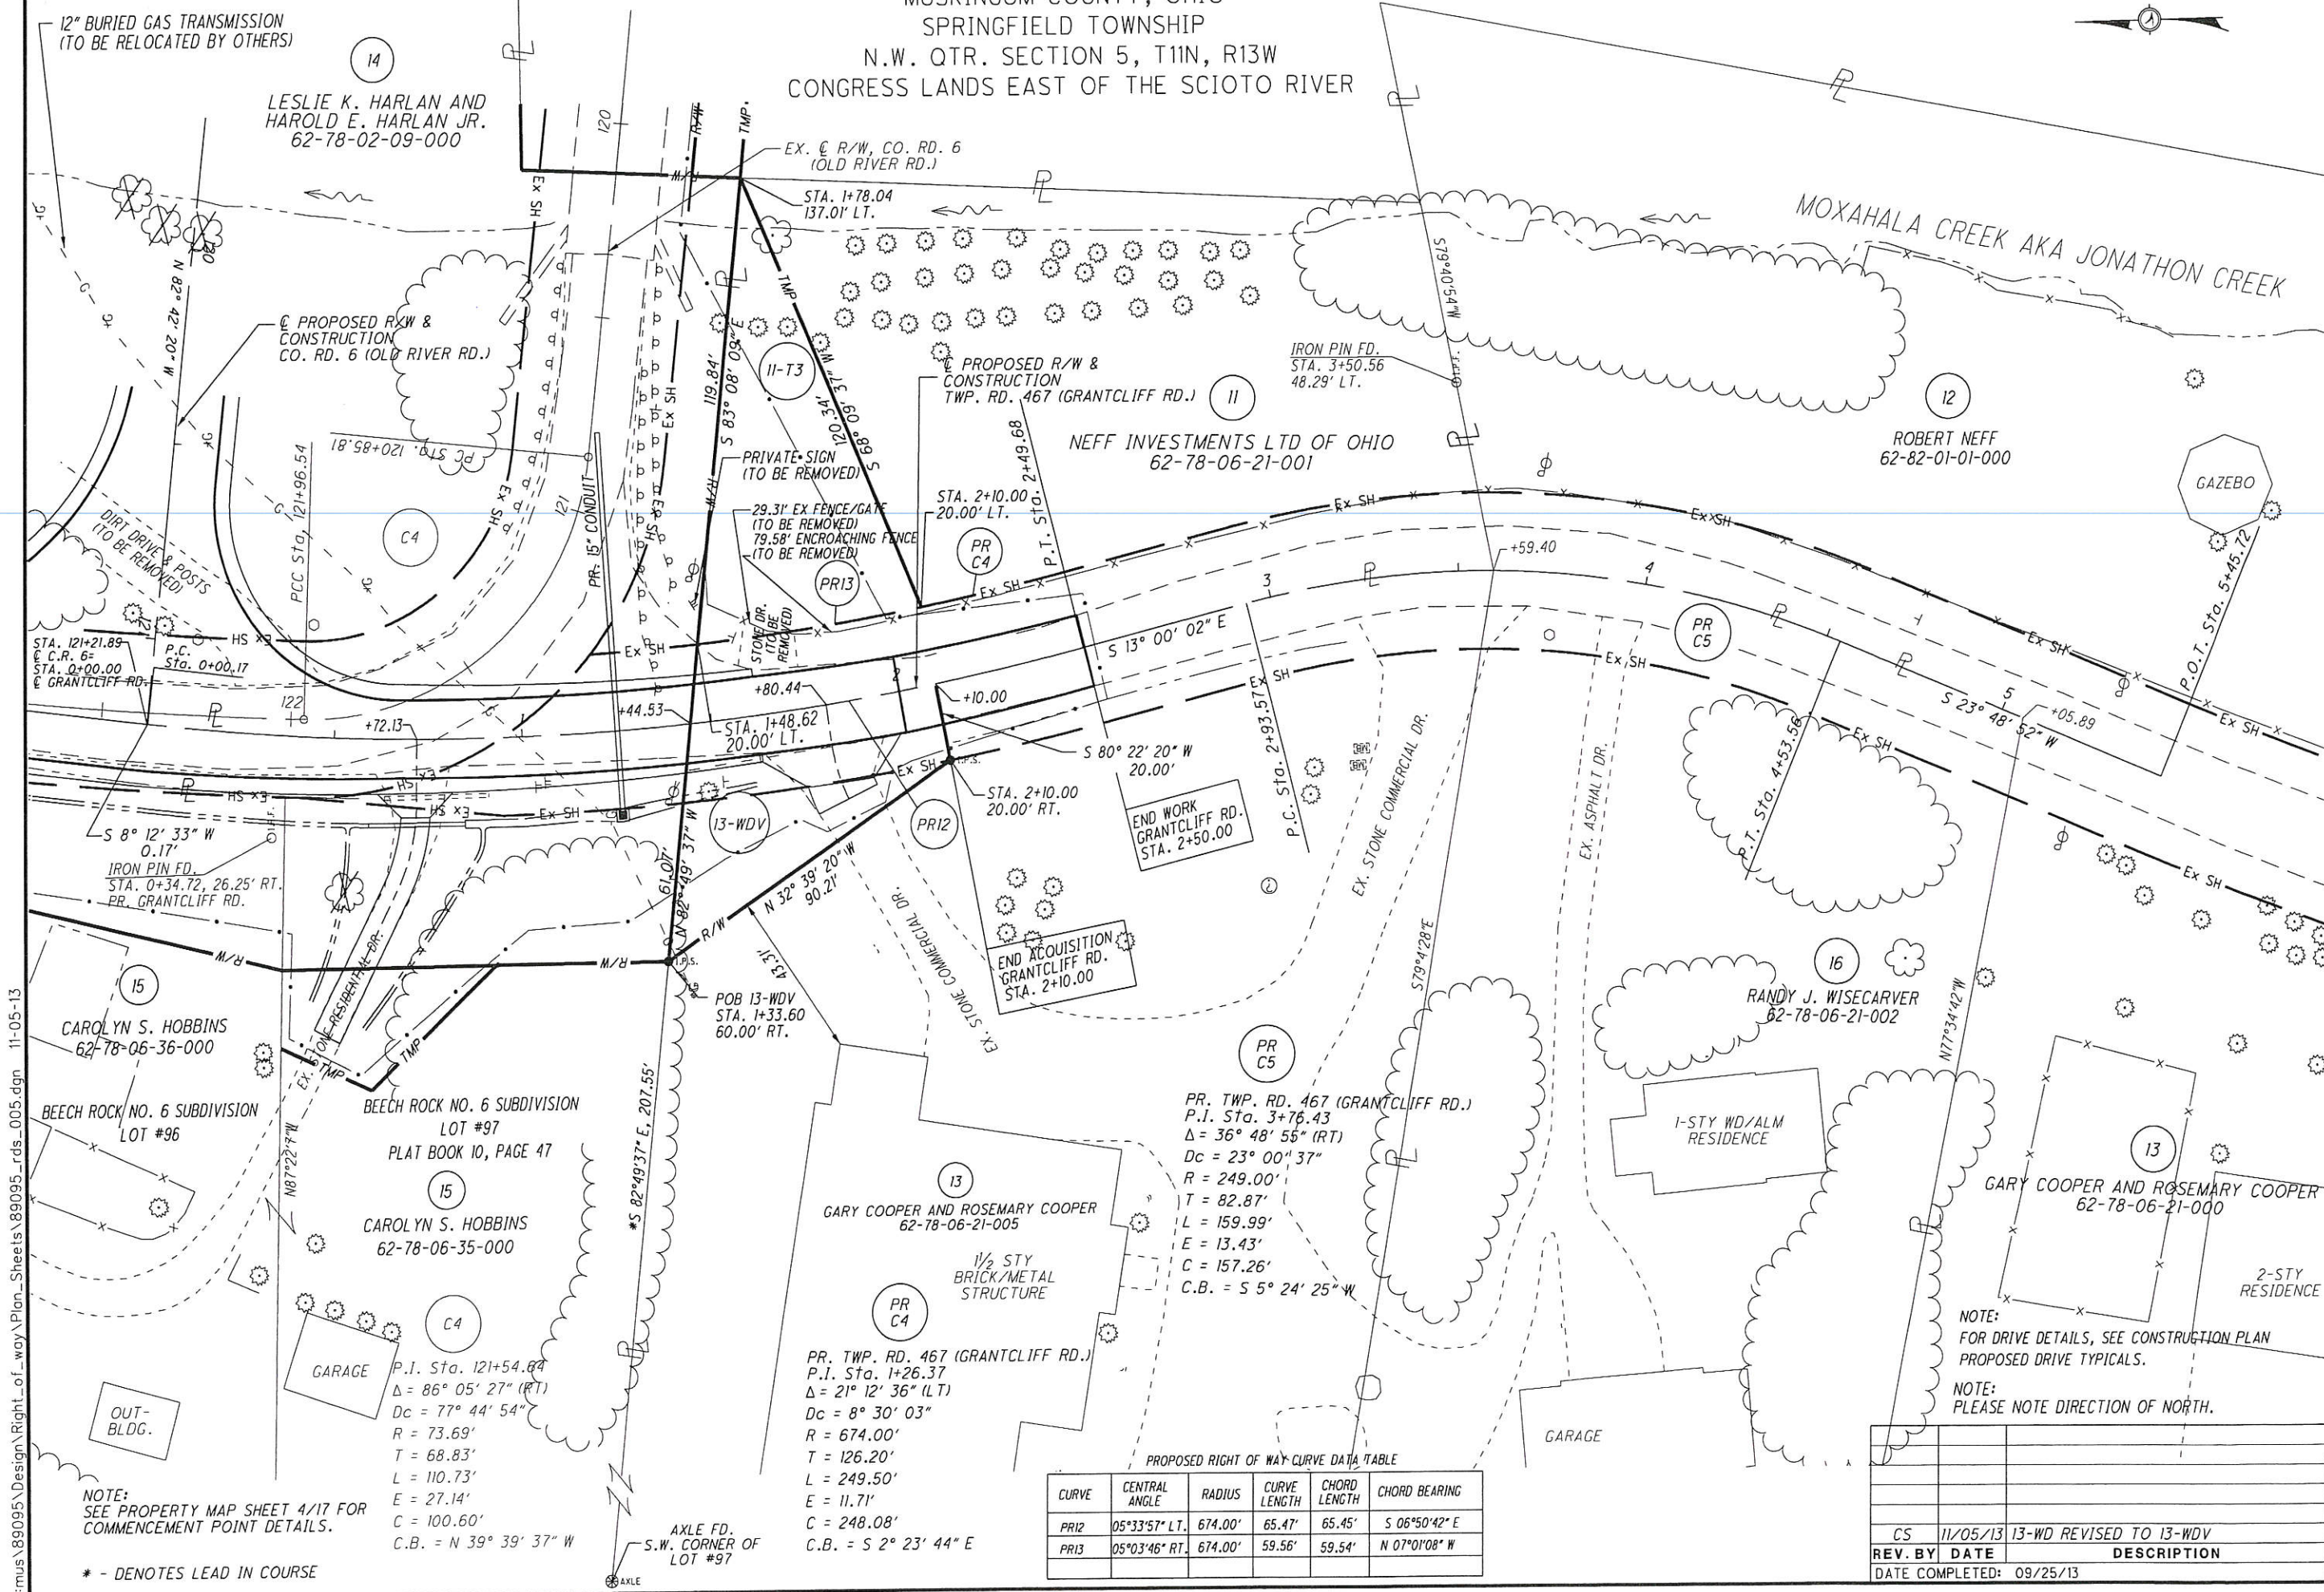 MUSKINGUM COUNTY, OHIO
SPRINGFIELD TOWNSHIP
N.W. QTR. SECTION 5, T11N, R13W
CONGRESS LANDS EAST OF THE SCIOTO RIVER
12" BURIED GAS TRANSMISSION
(TO BE RELOCATED BY OTHERS)
14
LESLIE K. HARLAN AND
HAROLD E. HARLAN JR.
62-78-02-09-000
120
R/W
TMP.
EX. ℄ R/W, CO. RD. 6
(OLD RIVER RD.)
STA. 1+78.04
137.01' LT.
MOXAHALA CREEK AKA JONATHON CREEK
S79°40'54"W
N 82° 42' 20" W
℄ PROPOSED R/W &
CONSTRUCTION
CO. RD. 6 (OLD RIVER RD.)
PC Sta. 120+85.81
PCC Sta. 121+96.54
C4
121
PR. 15" CONDUIT
119.84'
S 83° 08' 09" E
TMP
11-T3
120.34'
S 68° 09' 37" W
℄ PROPOSED R/W &
CONSTRUCTION
TWP. RD. 467 (GRANTCLIFF RD.)
11
NEFF INVESTMENTS LTD OF OHIO
62-78-06-21-001
IRON PIN FD.
STA. 3+50.56
48.29' LT.
12
ROBERT NEFF
62-82-01-01-000
GAZEBO
PRIVATE SIGN
(TO BE REMOVED)
29.31' EX FENCE/GATE
(TO BE REMOVED)
79.58' ENCROACHING FENCE
(TO BE REMOVED)
STA. 2+10.00
20.00' LT.
PR
C4
PR13
P.T. Sta. 2+49.68
Ex SH
Ex SH
Ex SH
+59.40
3
4
5
PR
C5
P.O.T. Sta. 5+45.72
DIRT DRIVE & POSTS
(TO BE REMOVED)
STA. 121+21.89
℄ C.R. 6=
STA. 0+00.00
℄ GRANTCLIFF RD.
P.C.
Sta. 0+00.17
122
+72.13
+44.53
STONE DR.
(TO BE
REMOVED)
+80.44
STA. 1+48.62
20.00' LT.
2
+10.00
S 13° 00' 02" E
P.C. Sta. 2+93.57
S 80° 22' 20" W
20.00'
STA. 2+10.00
20.00' RT.
END WORK
GRANTCLIFF RD.
STA. 2+50.00
P.T. Sta. 4+53.56
S 23° 48' 52" W
+05.89
S 8° 12' 33" W
0.17'
IRON PIN FD.
STA. 0+34.72, 26.25' RT.
PR. GRANTCLIFF RD.
I.P.F.
13-WDV
PR12
61.07'
N 82° 49' 37" W
R/W
N 32° 39' 20" W
90.21'
43.31'
I.P.S.
EX. STONE COMMERCIAL DR.
EX. STONE COMMERCIAL DR.
EX. ASPHALT DR.
END ACQUISITION
GRANTCLIFF RD.
STA. 2+10.00
POB 13-WDV
STA. 1+33.60
60.00' RT.
S79°4'28"E
N77°34'42"W
15
CAROLYN S. HOBBINS
62-78-06-36-000
EX. STONE RESIDENTIAL DR.
TMP
TMP
BEECH ROCK NO. 6 SUBDIVISION
LOT #96
N87°22'7"W
BEECH ROCK NO. 6 SUBDIVISION
LOT #97
PLAT BOOK 10, PAGE 47
15
CAROLYN S. HOBBINS
62-78-06-35-000
*S 82°49'37" E, 207.55'
16
RANDY J. WISECARVER
62-78-06-21-002
1-STY WD/ALM
RESIDENCE
13
GARY COOPER AND ROSEMARY COOPER
62-78-06-21-000
2-STY
RESIDENCE
13
GARY COOPER AND ROSEMARY COOPER
62-78-06-21-005
1½ STY
BRICK/METAL
STRUCTURE
PR
C5
PR. TWP. RD. 467 (GRANTCLIFF RD.)
P.I. Sta. 3+76.43
Δ = 36° 48' 55" (RT)
Dc = 23° 00' 37"
R = 249.00'
T = 82.87'
L = 159.99'
E = 13.43'
C = 157.26'
C.B. = S 5° 24' 25" W
C4
P.I. Sta. 121+54.64
Δ = 86° 05' 27" (RT)
Dc = 77° 44' 54"
R = 73.69'
T = 68.83'
L = 110.73'
E = 27.14'
C = 100.60'
C.B. = N 39° 39' 37" W
PR
C4
PR. TWP. RD. 467 (GRANTCLIFF RD.)
P.I. Sta. 1+26.37
Δ = 21° 12' 36" (LT)
Dc = 8° 30' 03"
R = 674.00'
T = 126.20'
L = 249.50'
E = 11.71'
C = 248.08'
C.B. = S 2° 23' 44" E
GARAGE
OUT-
BLDG.
GARAGE
NOTE:
SEE PROPERTY MAP SHEET 4/17 FOR
COMMENCEMENT POINT DETAILS.
* - DENOTES LEAD IN COURSE
AXLE FD.
S.W. CORNER OF
LOT #97
AXLE
PROPOSED RIGHT OF WAY CURVE DATA TABLE
CURVE CENTRAL ANGLE RADIUS CURVE LENGTH CHORD LENGTH CHORD BEARING
PR12 05°33'57" LT. 674.00' 65.47' 65.45' S 06°50'42" E
PR13 05°03'46" RT. 674.00' 59.56' 59.54' N 07°01'08" W
NOTE:
FOR DRIVE DETAILS, SEE CONSTRUCTION PLAN
PROPOSED DRIVE TYPICALS.
NOTE:
PLEASE NOTE DIRECTION OF NORTH.
CS 11/05/13 13-WD REVISED TO 13-WDV
REV. BY DATE DESCRIPTION
DATE COMPLETED: 09/25/13
mus\89095\Design\Right_of_way\Plan_Sheets\89095_rds_005.dgn 11-05-13